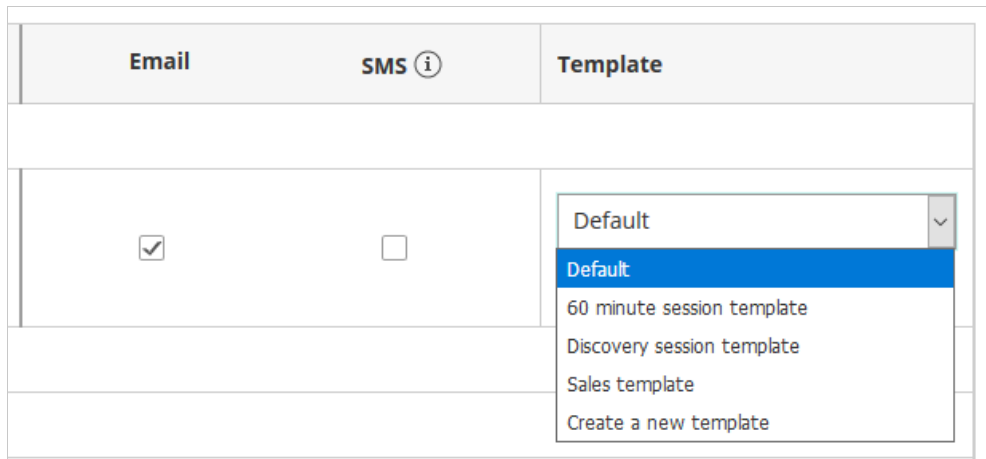 Email SMS i Template
Default
Default
60 minute session template
Discovery session template
Sales template
Create a new template